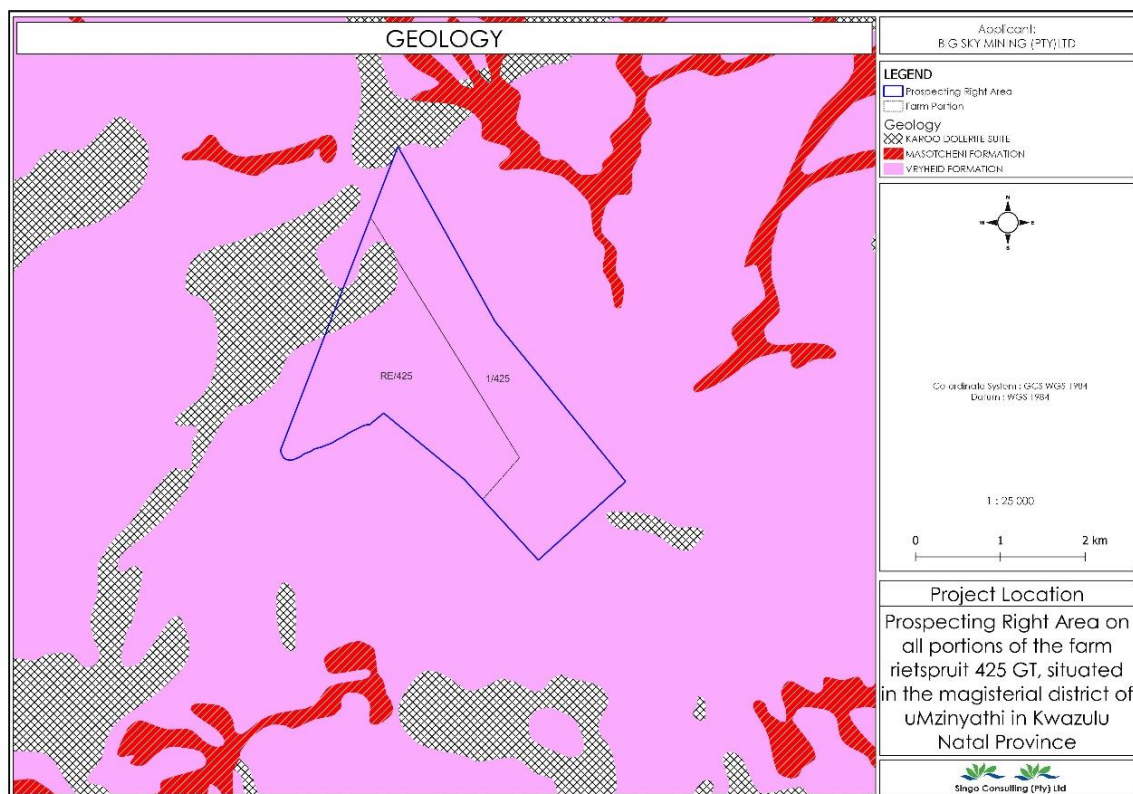 GEOLOGY
Applicant:
BIG SKY MINING (PTY)LTD
LEGEND
Prospecting Right Area
Farm Portion
Geology
KAROO DOLERITE SUITE
MASOTCHENI FORMATION
VRYHEID FORMATION
N
W
E
S
RE/425
1/425
Co-ordinate System : GCS WGS 1984
Datum : WGS 1984
1 : 25 000
0 1 2 km
Project Location
Prospecting Right Area on
all portions of the farm
rietspruit 425 GT, situated
in the magisterial district of
uMzinyathi in Kwazulu
Natal Province
Singo Consulting (Pty) Ltd